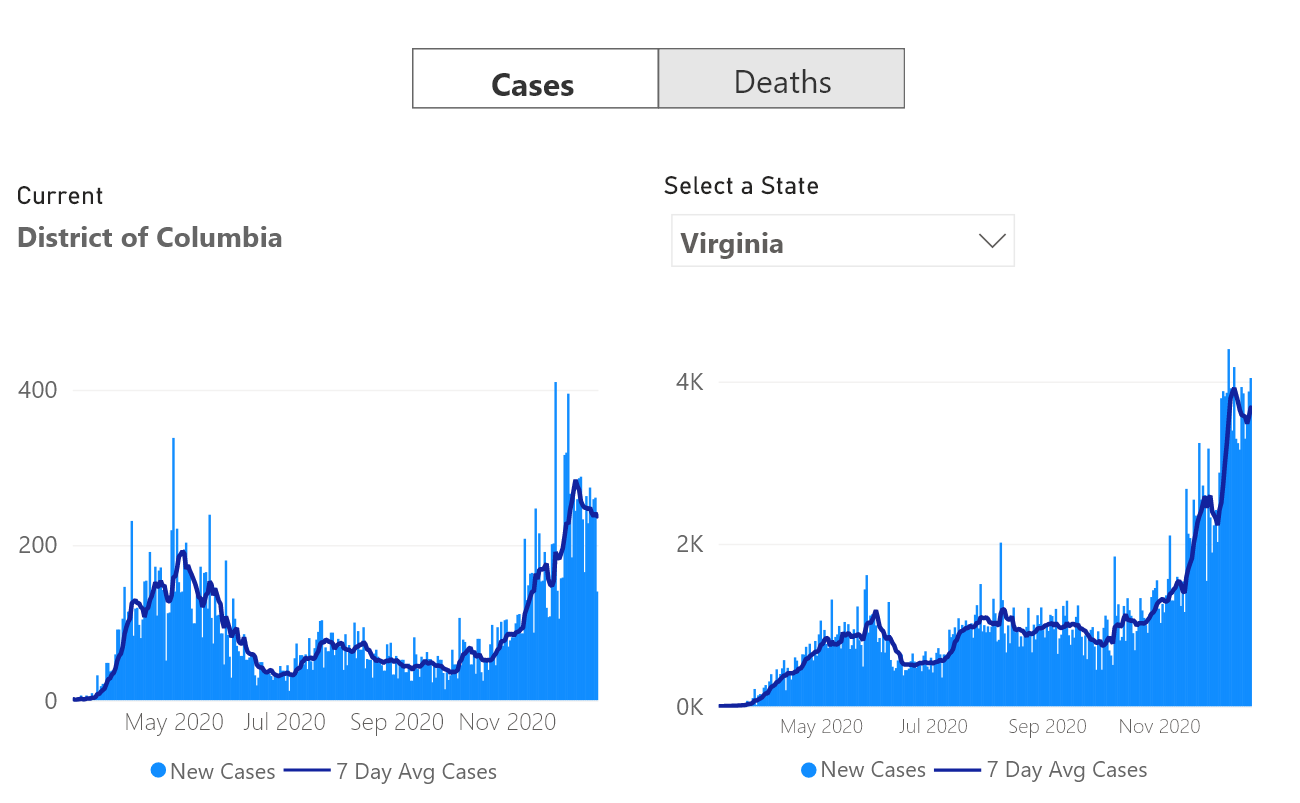 Cases Deaths
Current
District of Columbia
Select a State
Virginia
400
200
0
May 2020 Jul 2020 Sep 2020 Nov 2020
New Cases 7 Day Avg Cases
4K
2K
0K
May 2020 Jul 2020 Sep 2020 Nov 2020
New Cases 7 Day Avg Cases